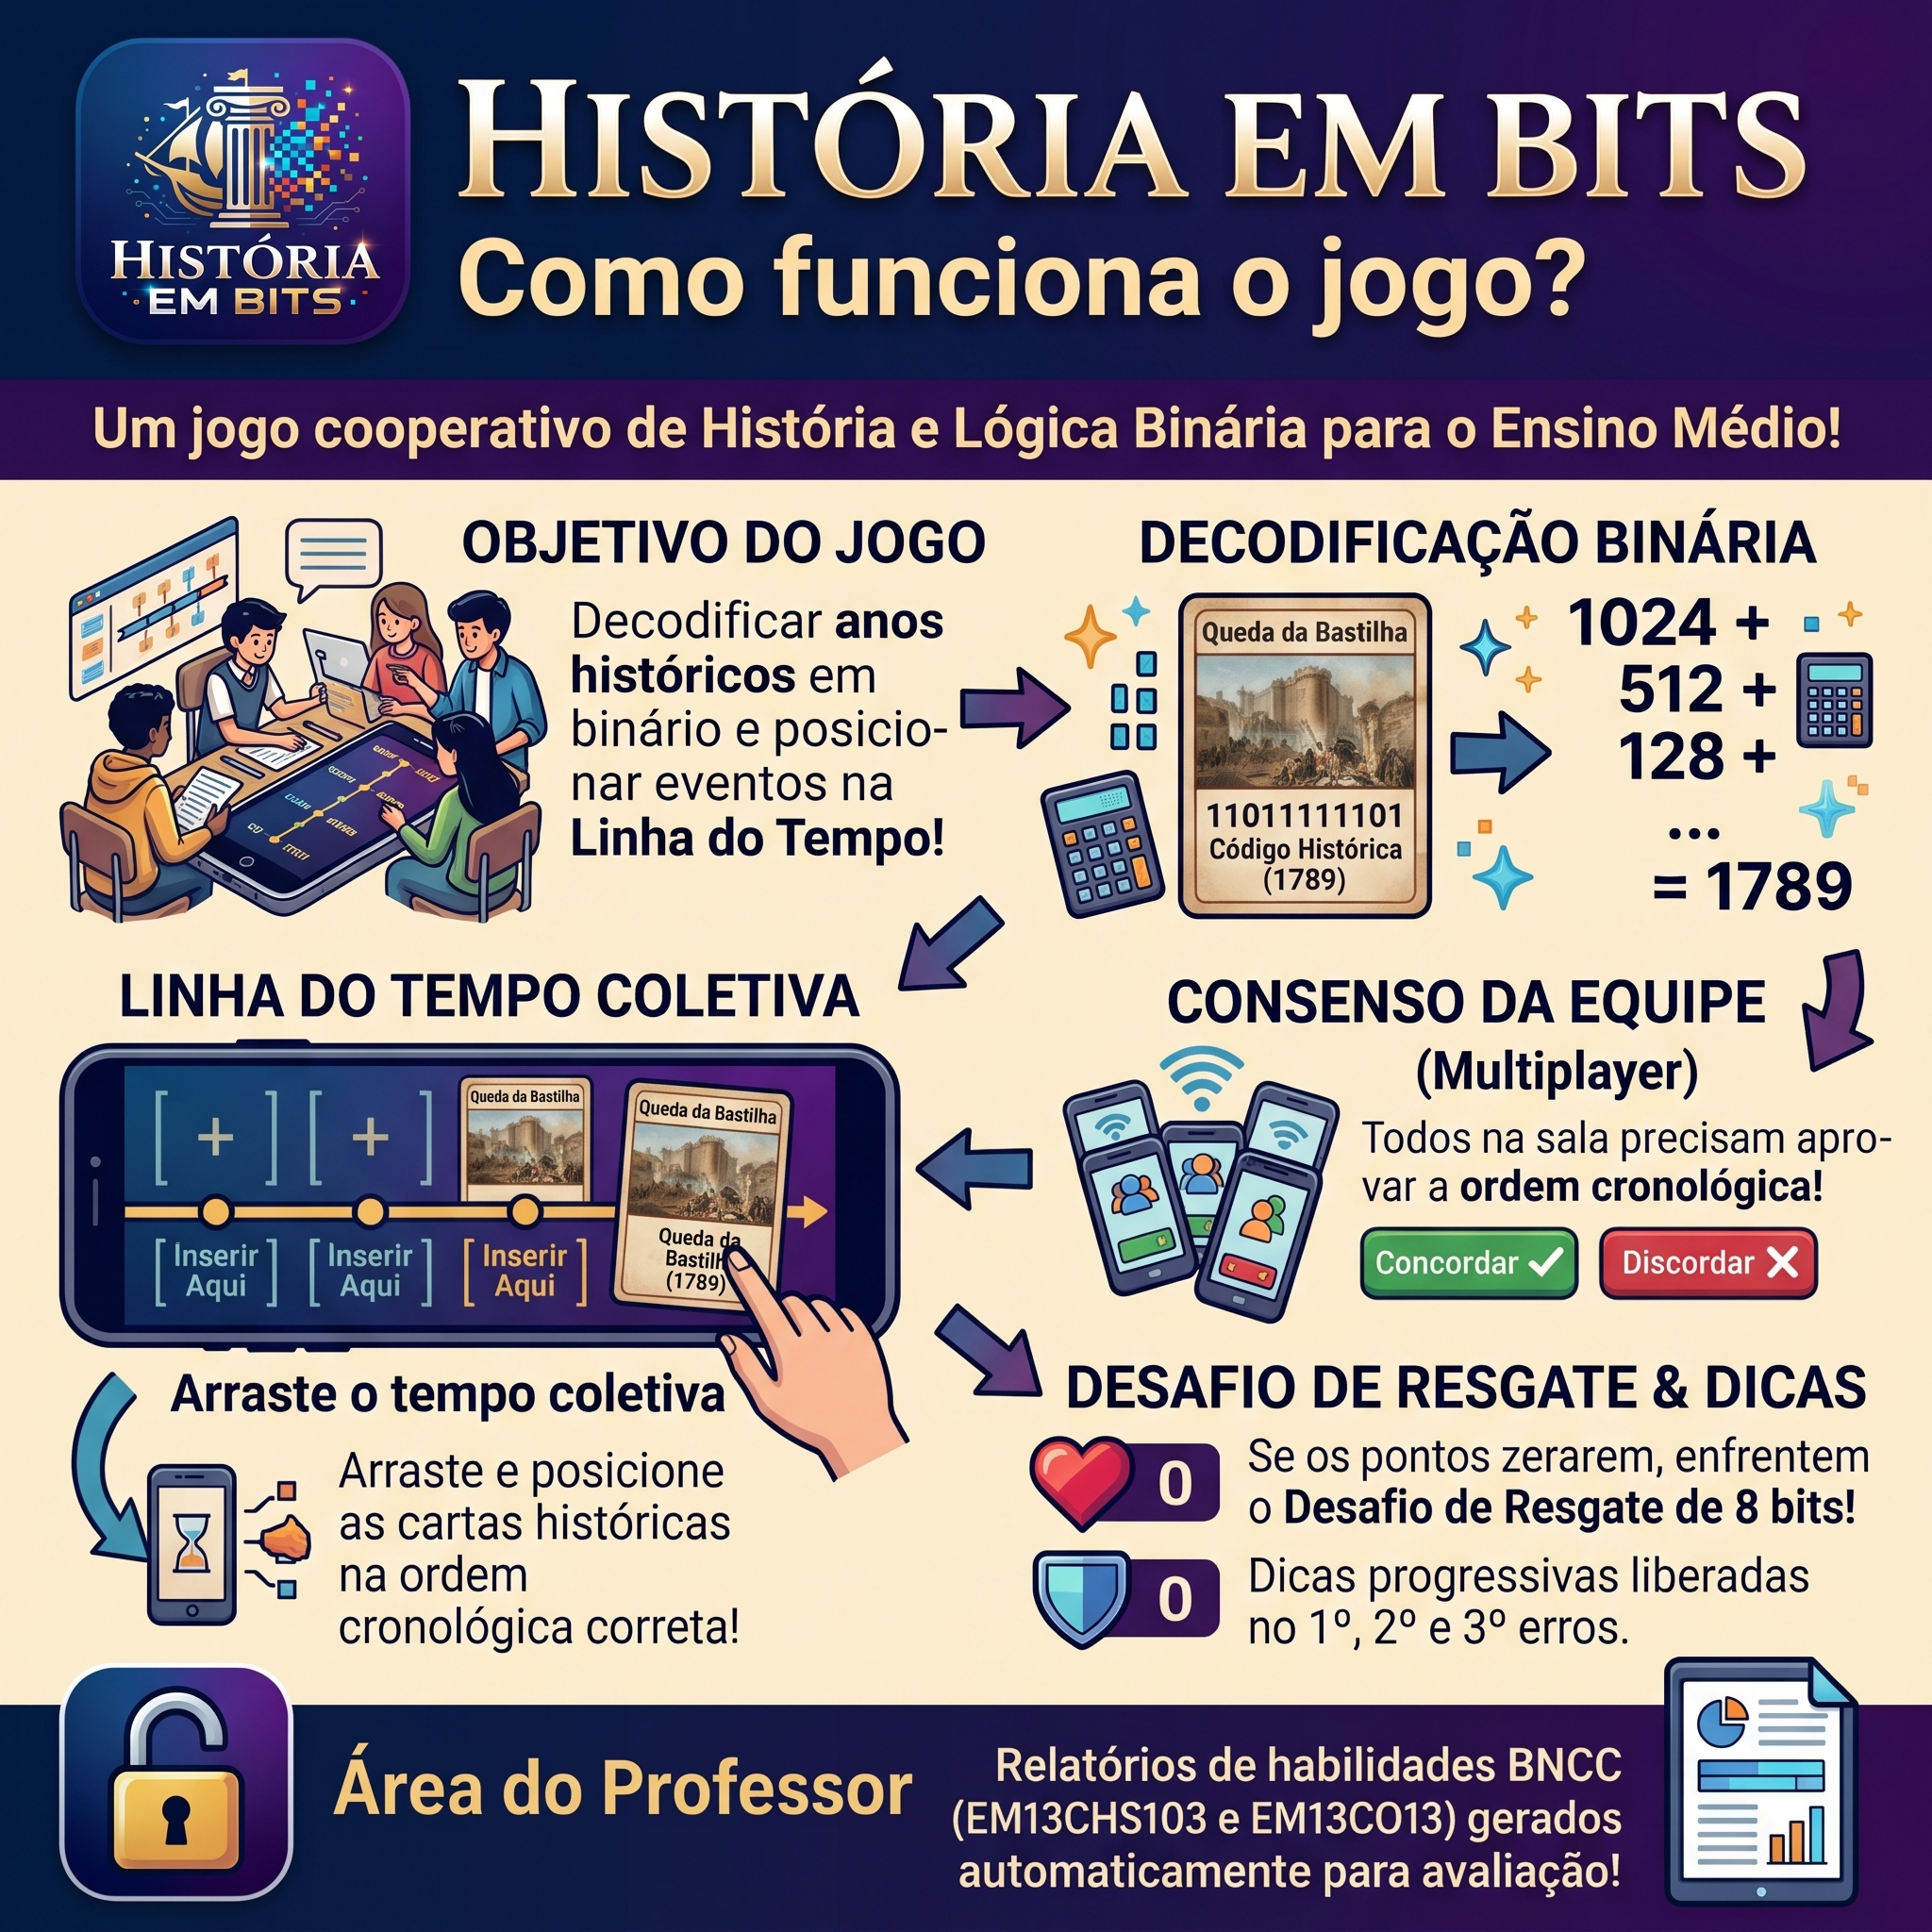 HISTÓRIA
EM BITS
HISTÓRIA EM BITS
Como funciona o jogo?
Um jogo cooperativo de História e Lógica Binária para o Ensino Médio!
OBJETIVO DO JOGO
Decodificar anos
históricos em
binário e posicio-
nar eventos na
Linha do Tempo!
DECODIFICAÇÃO BINÁRIA
Queda da Bastilha
11011111101
Código Histórica
(1789)
1024 +
512 +
128 +
...
= 1789
LINHA DO TEMPO COLETIVA
[ + ] [ + ]
Queda da Bastilha
Queda da Bastilha
[Inserir
Aqui]
[Inserir
Aqui]
[Inserir
Aqui]
Queda da
Bastilh
(1789)
Arraste o tempo coletiva
Arraste e posicione
as cartas históricas
na ordem
cronológica correta!
CONSENSO DA EQUIPE
(Multiplayer)
Todos na sala precisam apro-
var a ordem cronológica!
Concordar
Discordar
DESAFIO DE RESGATE & DICAS
0
Se os pontos zerarem, enfrentem
o Desafio de Resgate de 8 bits!
0
Dicas progressivas liberadas
no 1º, 2º e 3º erros.
Área do Professor
Relatórios de habilidades BNCC
(EM13CHS103 e EM13CO13) gerados
automaticamente para avaliação!